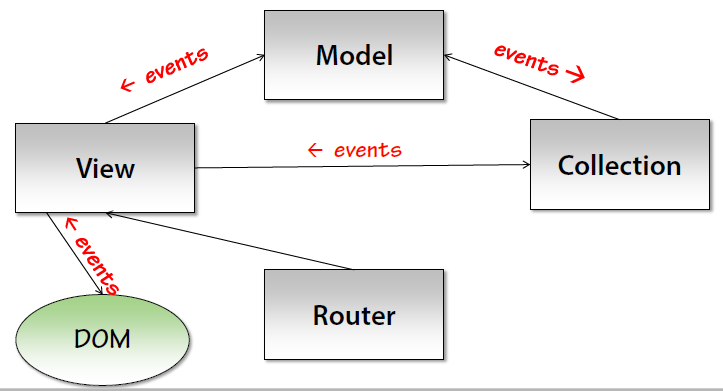 Model
← events
events →
View
← events
Collection
← events
Router
DOM